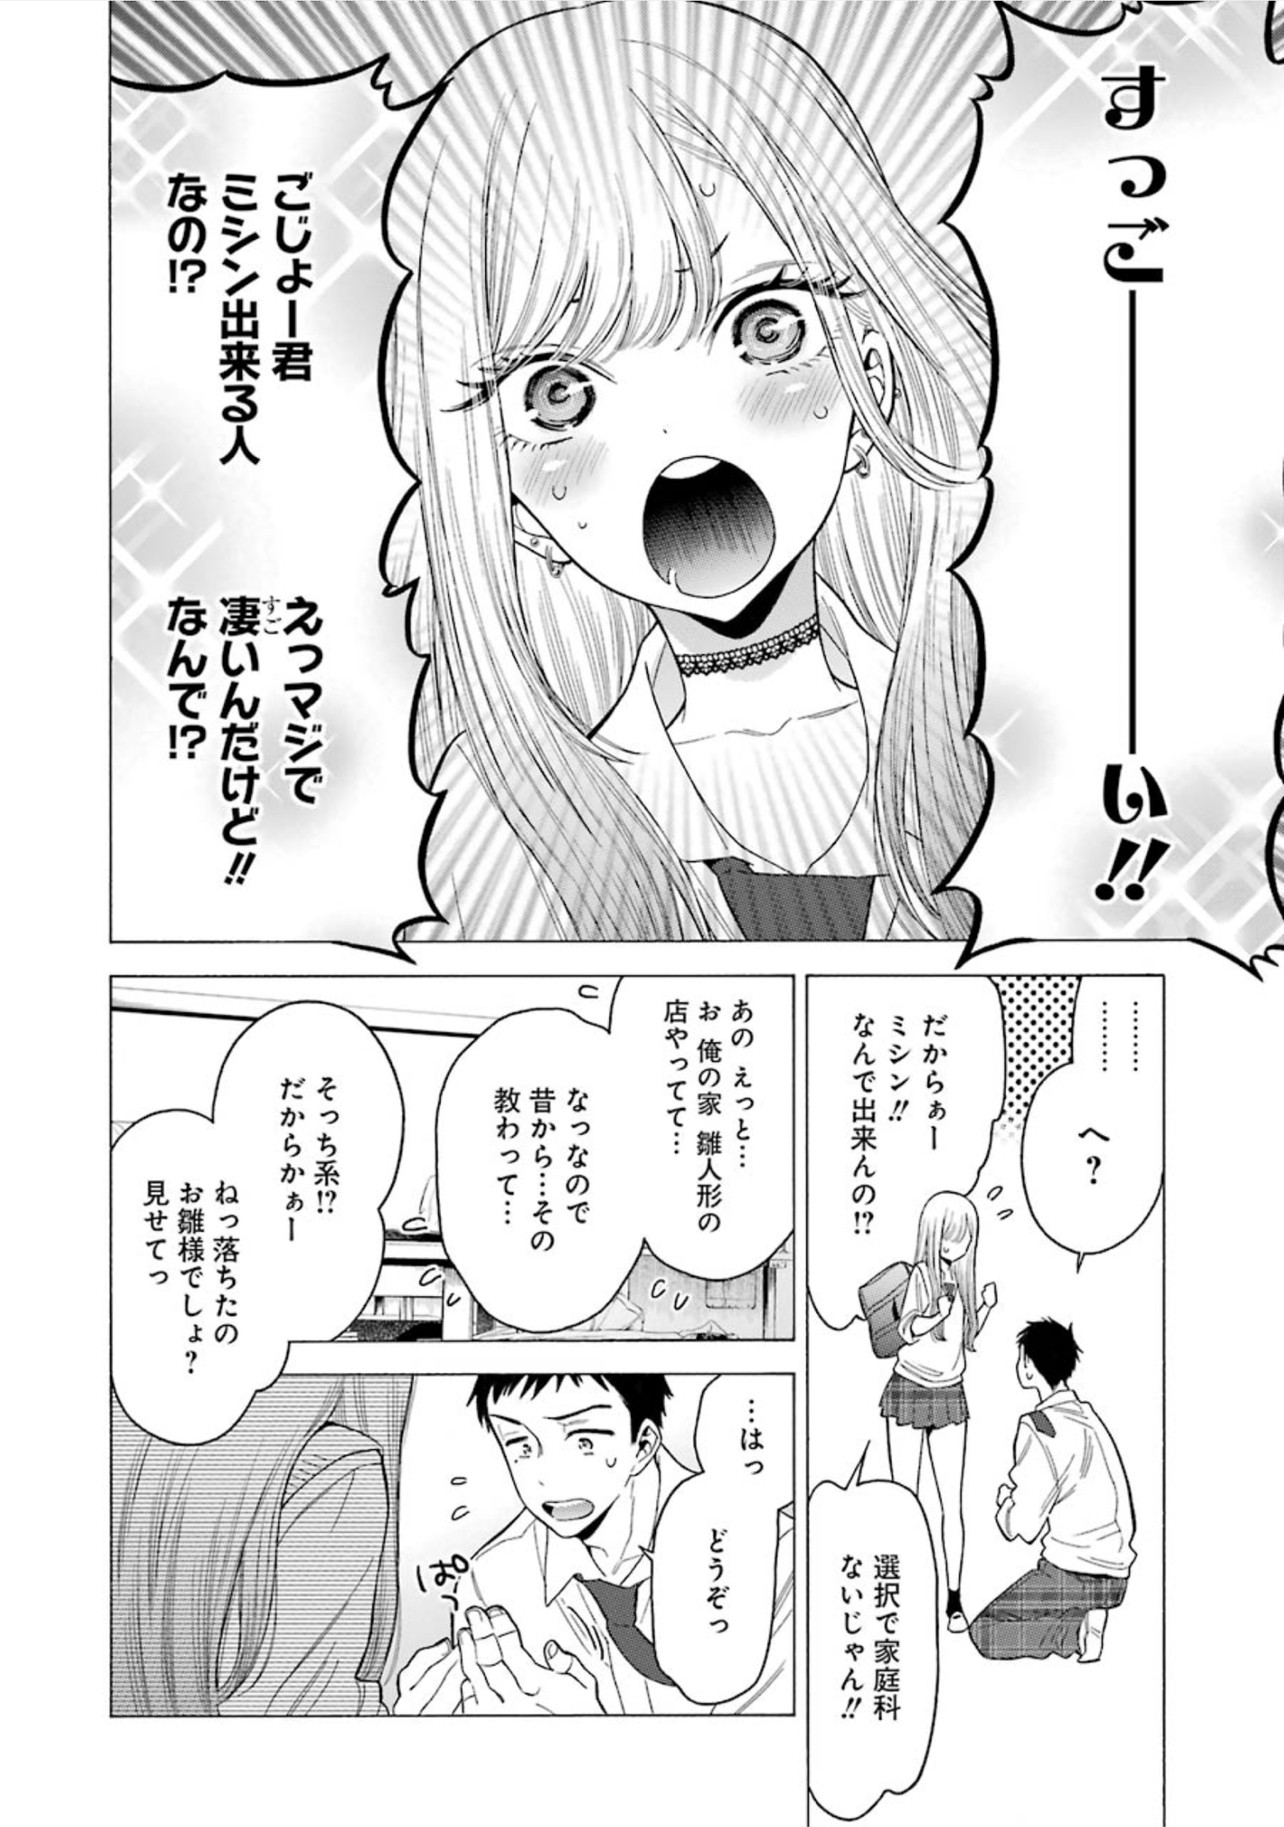 すっごーーーい!!
ごじょー君
ミシン出来る人
なの!?
えっマジで
凄いんだけど!!
すご
なんで!?
…………
…………
へ?
だからぁー
ミシン!!
なんで出来んの!?
選択で家庭科
ないじゃん!!
あの えっと…
お 俺の家 雛人形の
店やってて…
なっなので
昔から…その
教わって…
そっち系!?
だからかぁー
ねっ落ちたの
お雛様でしょ?
見せてっ
…はっ
どうぞっ
ぱっ